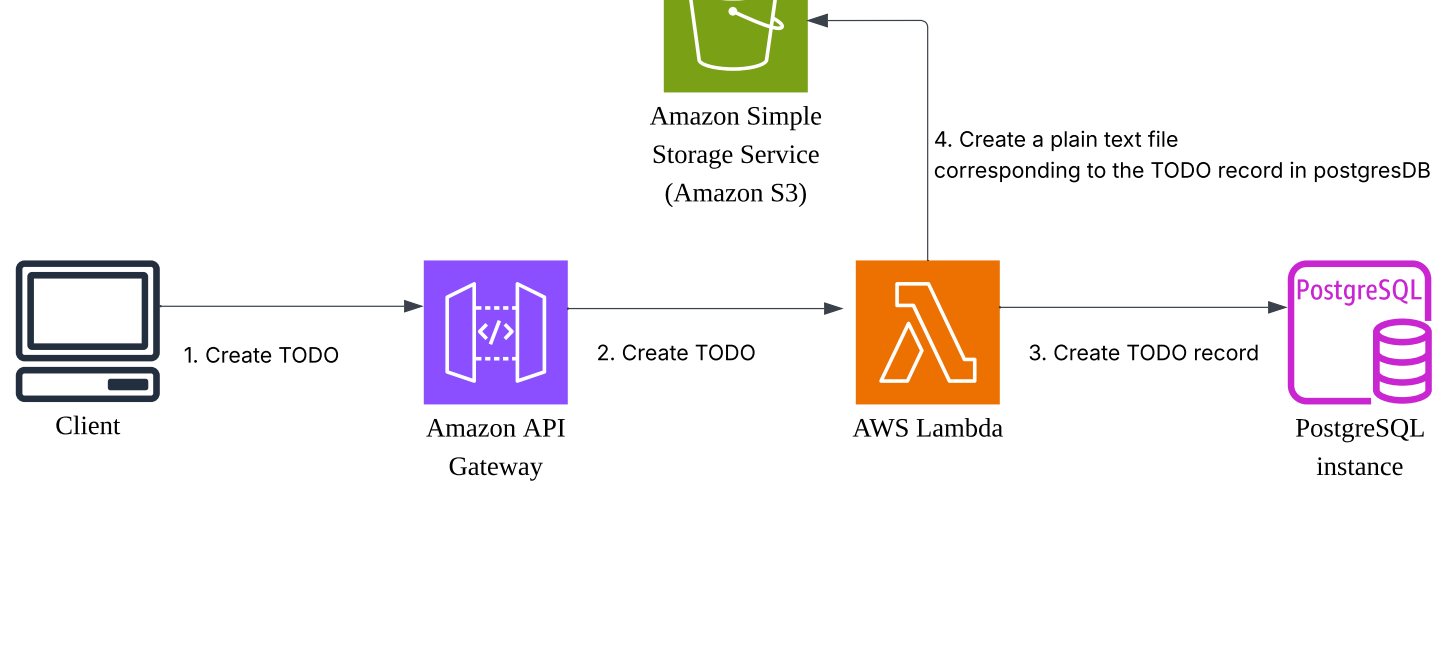 Amazon Simple
Storage Service
(Amazon S3)
4. Create a plain text file
corresponding to the TODO record in postgresDB
PostgreSQL
</>
1. Create TODO
2. Create TODO
3. Create TODO record
Client
Amazon API
Gateway
AWS Lambda
PostgreSQL
instance